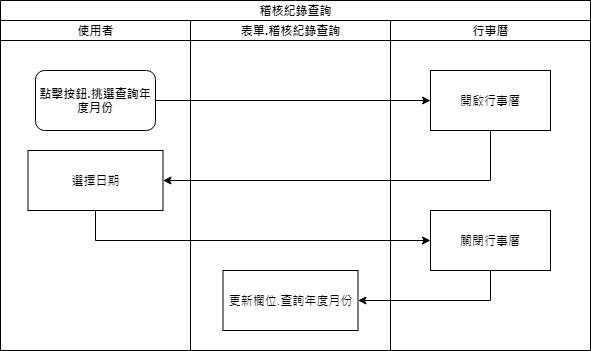 稽核紀錄查詢
使用者
表單.稽核紀錄查詢
行事曆
點擊按鈕.挑選查詢年
度月份
開啟行事曆
選擇日期
關閉行事曆
更新欄位.查詢年度月份